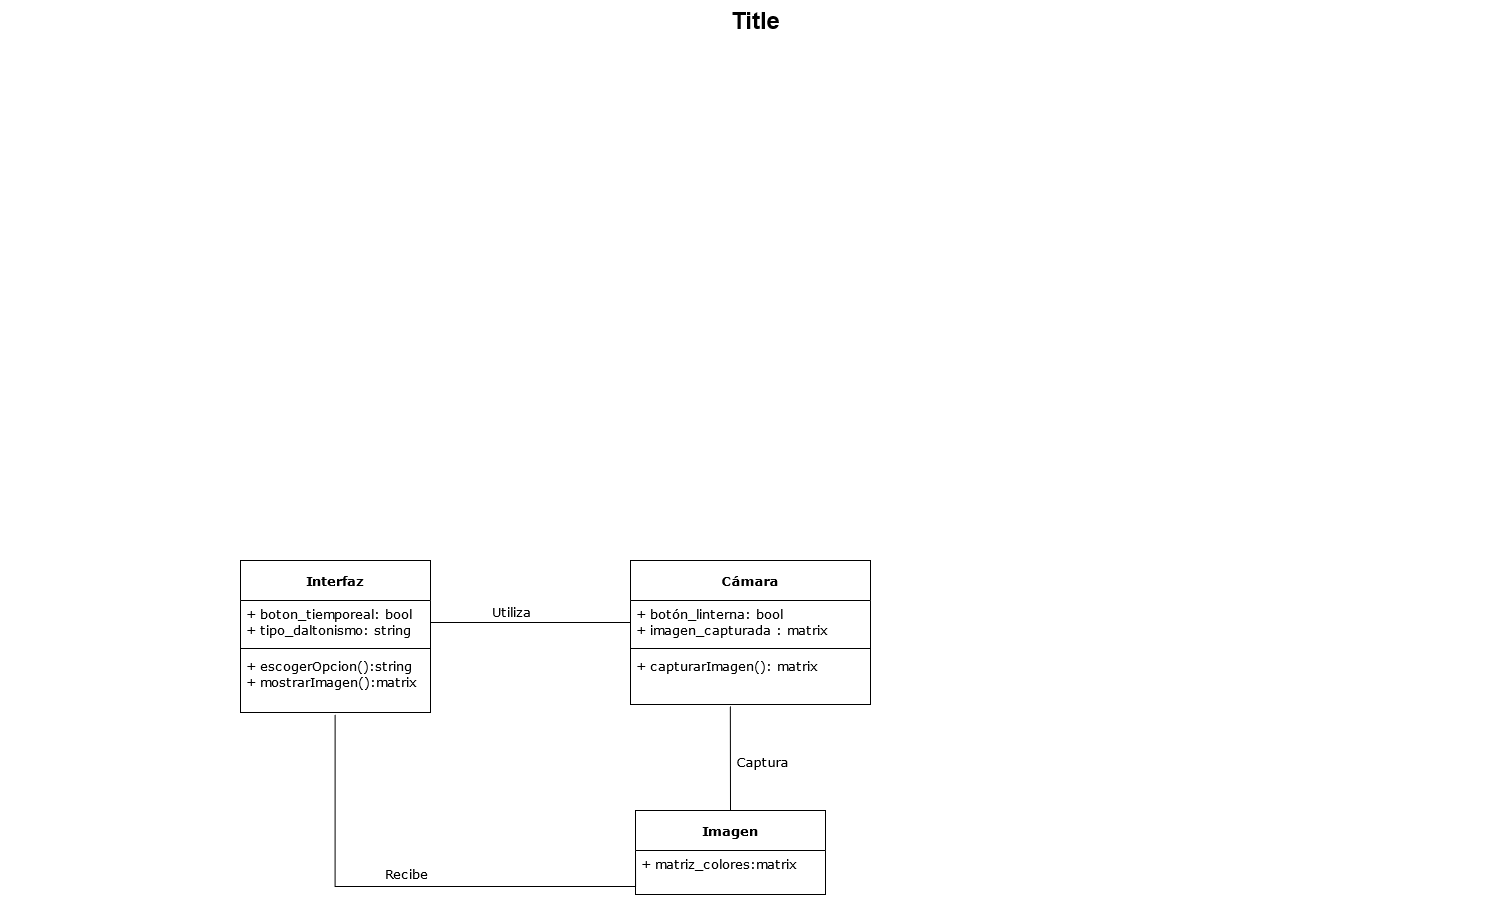 Title
Interfaz
+ boton_tiemporeal: bool
+ tipo_daltonismo: string
+ escogerOpcion():string
+ mostrarImagen():matrix
Utiliza
Cámara
+ botón_linterna: bool
+ imagen_capturada : matrix
+ capturarImagen(): matrix
Captura
Imagen
+ matriz_colores:matrix
Recibe